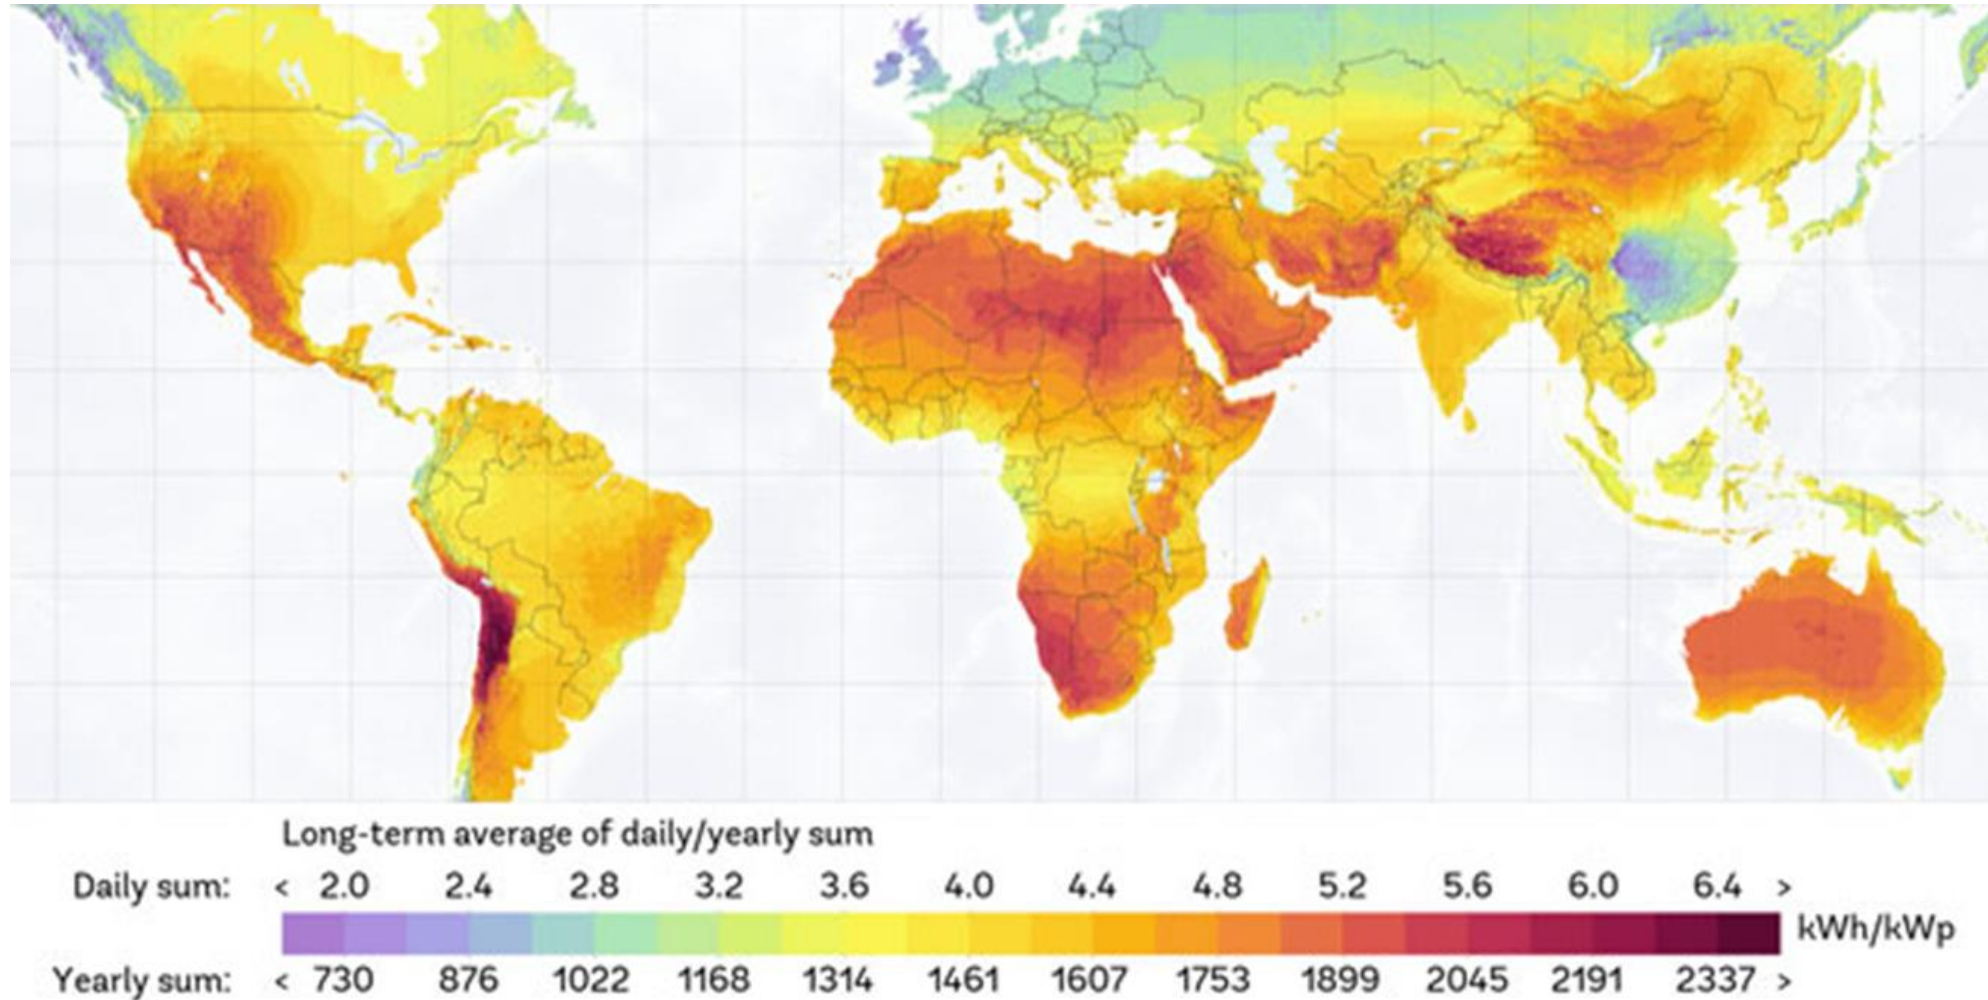 Long-term average of daily/yearly sum
Daily sum: < 2.0 2.4 2.8 3.2 3.6 4.0 4.4 4.8 5.2 5.6 6.0 6.4 >
kWh/kWp
Yearly sum: < 730 876 1022 1168 1314 1461 1607 1753 1899 2045 2191 2337 >